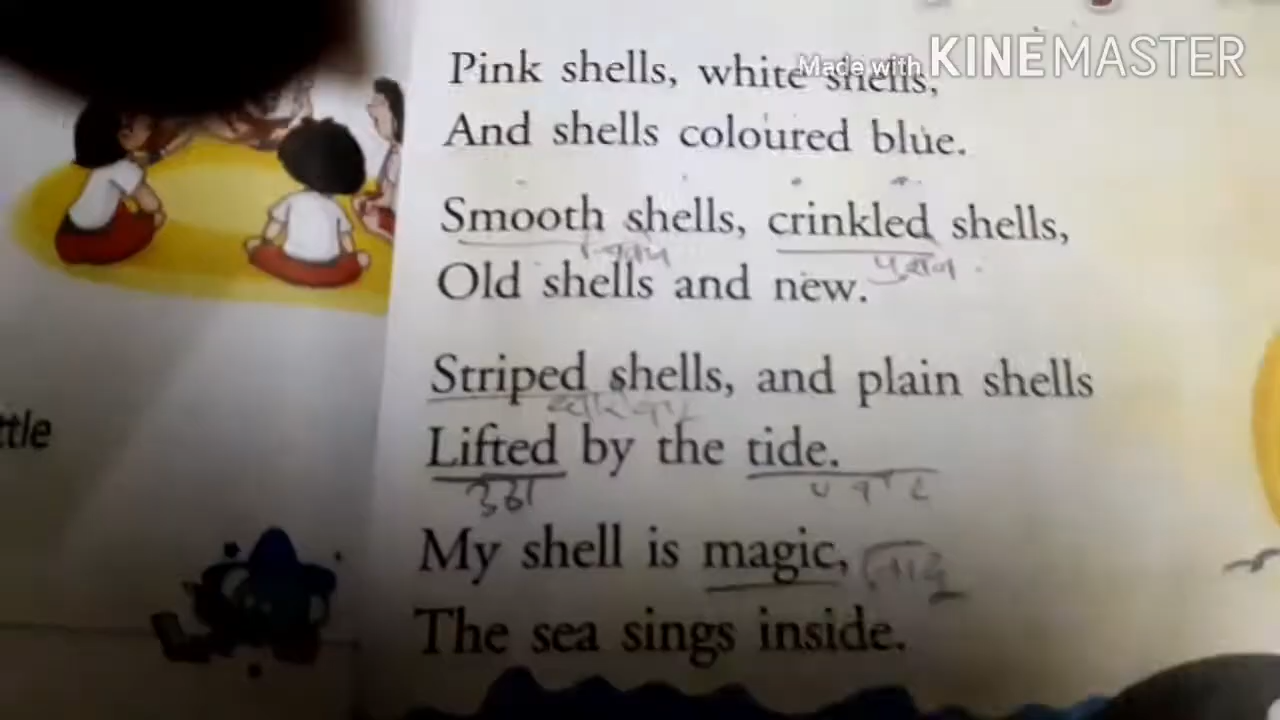 Made with KINEMASTER
Pink shells, white shells,
And shells coloured blue.
Smooth shells, crinkled shells,
Old shells and new.
Striped shells, and plain shells
Lifted by the tide.
उठा
My shell is magic,
The sea sings inside.
ttle